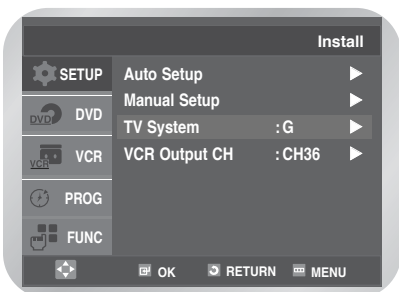 Install
SETUP
Auto Setup
Manual Setup
DVD
DVD
TV System :G
VCR
VCR
VCR Output CH :CH36
PROG
FUNC
OK RETURN MENU